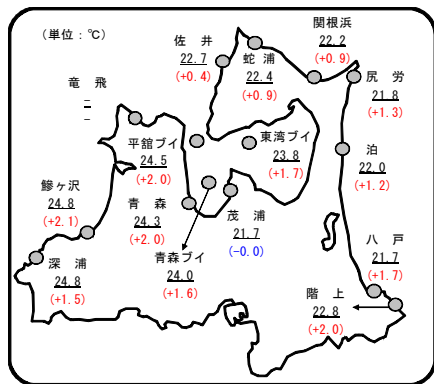 (単位：℃)
関根浜
22.2
(+0.9)
佐井
22.7
(+0.4)
蛇浦
22.4
(+0.9)
尻労
21.8
(+1.3)
竜飛
–
–
平舘ブイ
24.5
(+2.0)
東湾ブイ
23.8
(+1.7)
泊
22.0
(+1.2)
鰺ヶ沢
24.8
(+2.1)
青森
24.3
(+2.0)
茂浦
21.7
(-0.0)
深浦
24.8
(+1.5)
青森ブイ
24.0
(+1.6)
八戸
21.7
(+1.7)
階上
22.8
(+2.0)